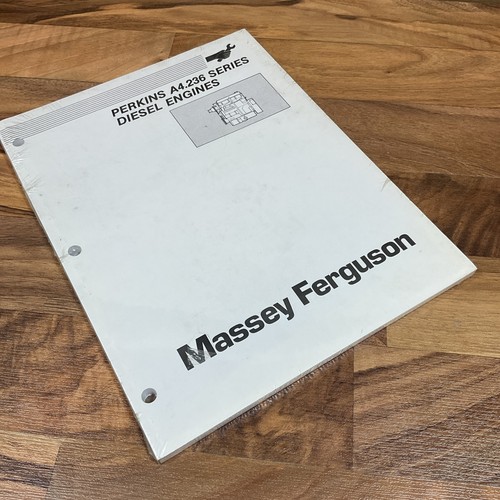 PERKINS A4.236 SERIES
DIESEL ENGINES
Massey Ferguson